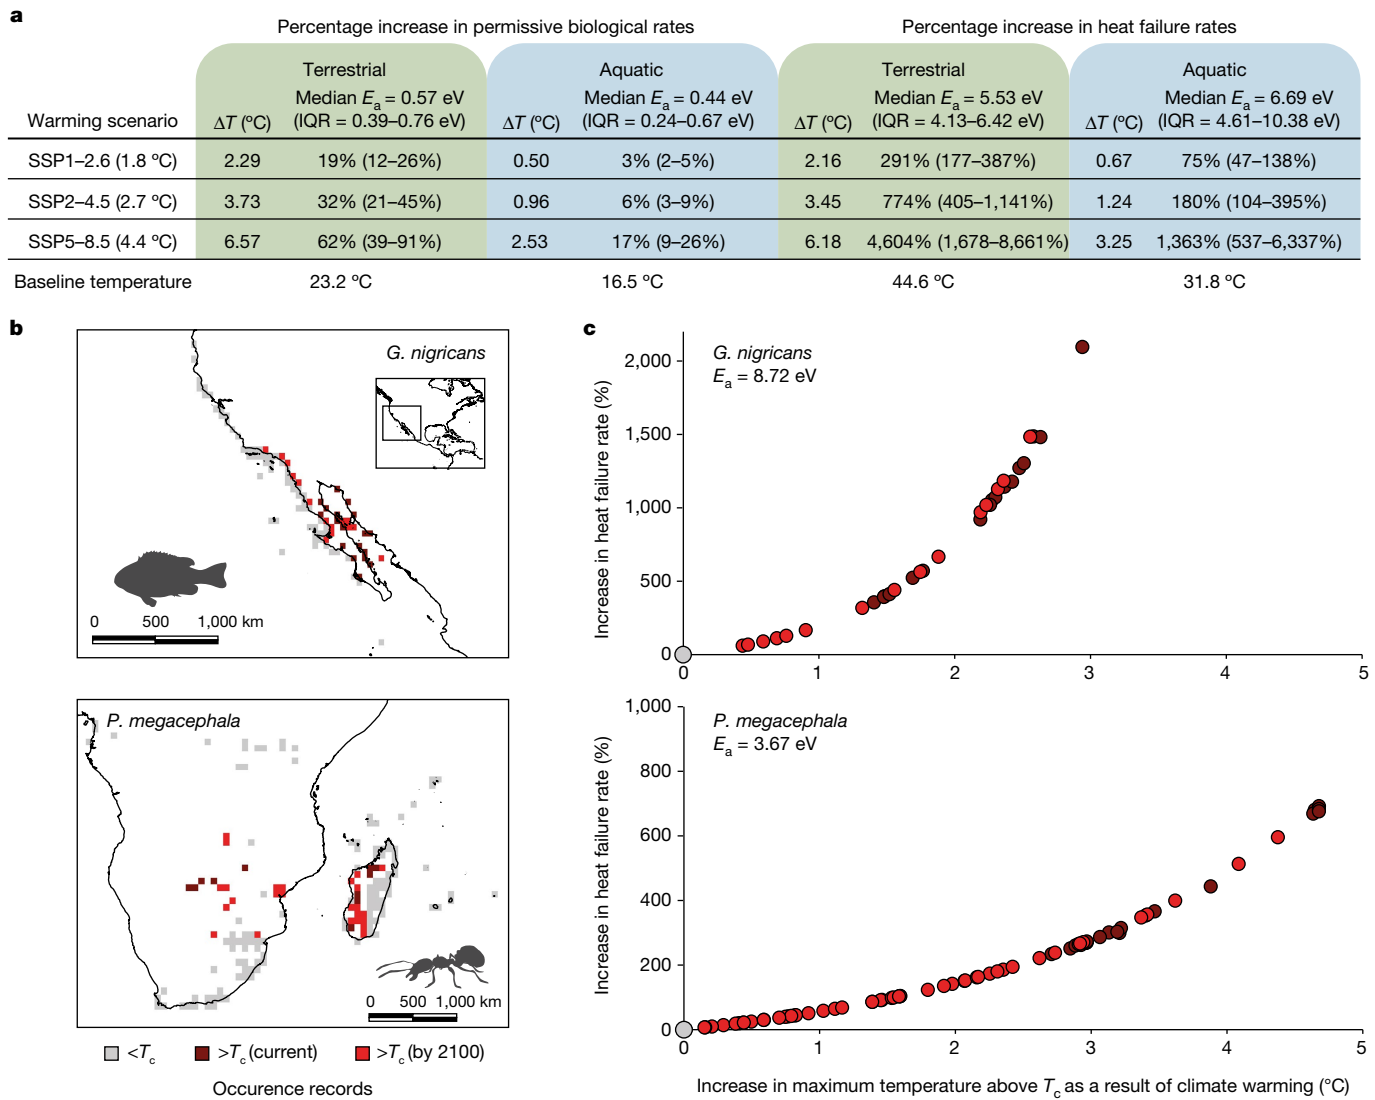 a
Percentage increase in permissive biological rates
Percentage increase in heat failure rates
Terrestrial
Aquatic
Terrestrial
Aquatic
Warming scenario
ΔT (°C)
Median Ea = 0.57 eV
(IQR = 0.39–0.76 eV)
ΔT (°C)
Median Ea = 0.44 eV
(IQR = 0.24–0.67 eV)
ΔT (°C)
Median Ea = 5.53 eV
(IQR = 4.13–6.42 eV)
ΔT (°C)
Median Ea = 6.69 eV
(IQR = 4.61–10.38 eV)
SSP1–2.6 (1.8 °C) 2.29 19% (12–26%) 0.50 3% (2–5%) 2.16 291% (177–387%) 0.67 75% (47–138%)
SSP2–4.5 (2.7 °C) 3.73 32% (21–45%) 0.96 6% (3–9%) 3.45 774% (405–1,141%) 1.24 180% (104–395%)
SSP5–8.5 (4.4 °C) 6.57 62% (39–91%) 2.53 17% (9–26%) 6.18 4,604% (1,678–8,661%) 3.25 1,363% (537–6,337%)
Baseline temperature 23.2 °C 16.5 °C 44.6 °C 31.8 °C
b
G. nigricans
0 500 1,000 km
P. megacephala
0 500 1,000 km
<Tc >Tc (current) >Tc (by 2100)
Occurence records
c
G. nigricans
Ea = 8.72 eV
Increase in heat failure rate (%)
2,000
1,500
1,000
500
0
0 1 2 3 4 5
P. megacephala
Ea = 3.67 eV
Increase in heat failure rate (%)
1,000
800
600
400
200
0
0 1 2 3 4 5
Increase in maximum temperature above Tc as a result of climate warming (°C)